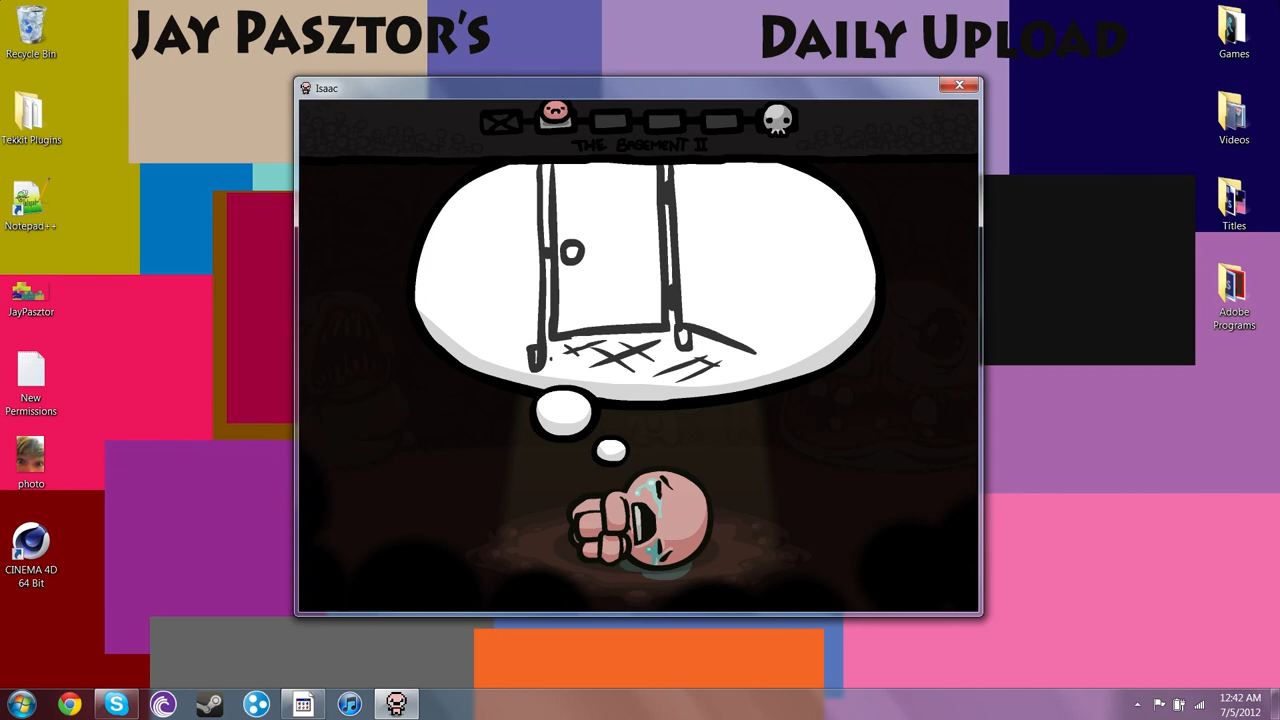 JAY PASZTOR'S
DAILY UPLOAD
Recycle Bin
Tekkit Plugins
Notepad++
JayPasztor
New
Permissions
photo
CINEMA 4D
64 Bit
Isaac
THE BASEMENT II
Games
Videos
Titles
Adobe
Programs
12:42 AM
7/5/2012